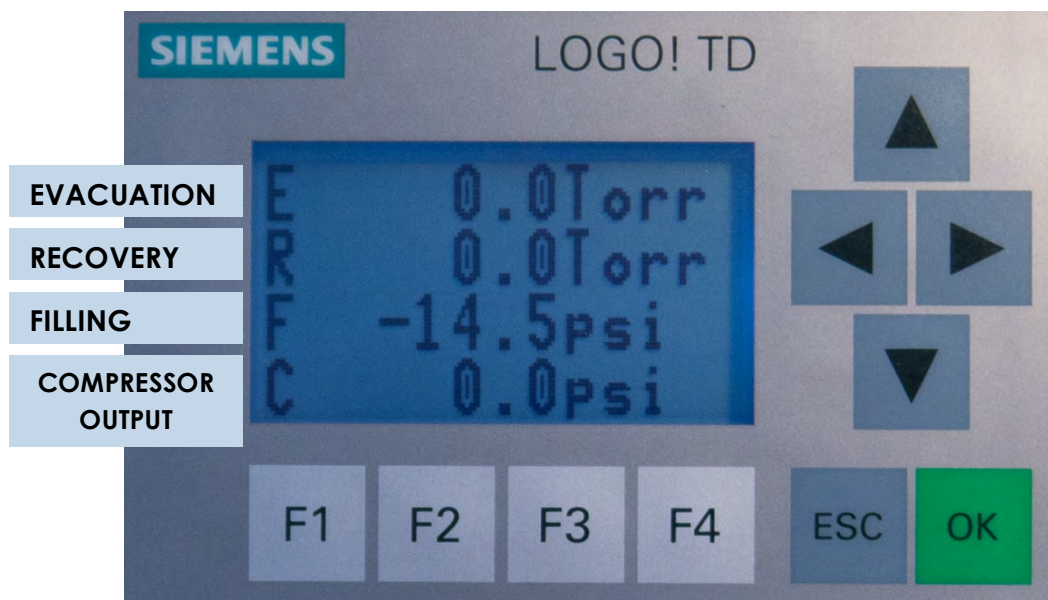 SIEMENS LOGO! TD
EVACUATION E 0.0Torr
RECOVERY R 0.0Torr
FILLING F -14.5psi
COMPRESSOR OUTPUT C 0.0psi
F1 F2 F3 F4 ESC OK